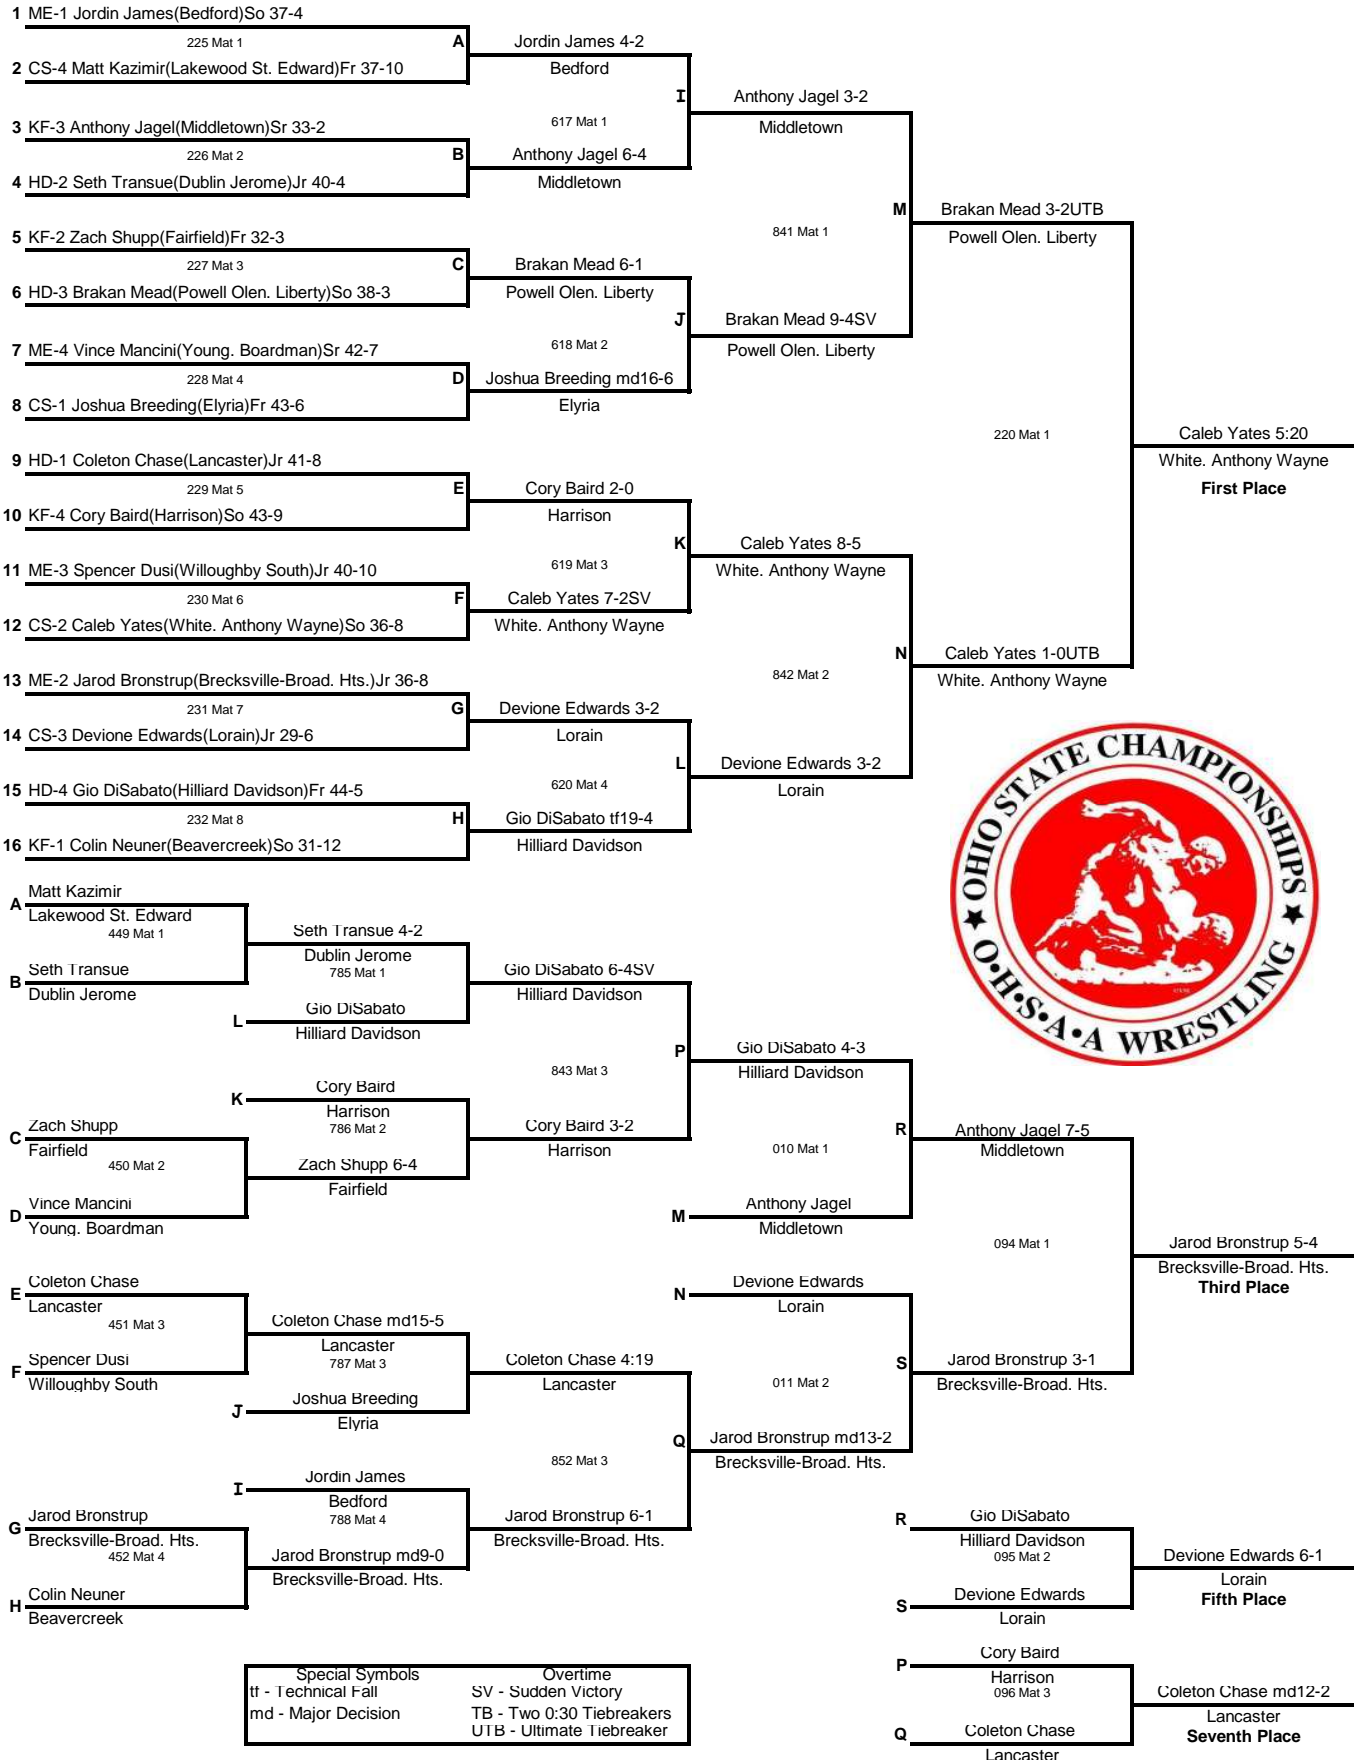 1 ME-1 Jordin James(Bedford)So 37-4
225 Mat 1
A
2 CS-4 Matt Kazimir(Lakewood St. Edward)Fr 37-10
Jordin James 4-2
Bedford
3 KF-3 Anthony Jagel(Middletown)Sr 33-2
226 Mat 2
B
4 HD-2 Seth Transue(Dublin Jerome)Jr 40-4
Anthony Jagel 6-4
Middletown
617 Mat 1
I
Anthony Jagel 3-2
Middletown
5 KF-2 Zach Shupp(Fairfield)Fr 32-3
227 Mat 3
C
6 HD-3 Brakan Mead(Powell Olen. Liberty)So 38-3
Brakan Mead 6-1
Powell Olen. Liberty
7 ME-4 Vince Mancini(Young. Boardman)Sr 42-7
228 Mat 4
D
8 CS-1 Joshua Breeding(Elyria)Fr 43-6
Joshua Breeding md16-6
Elyria
618 Mat 2
J
Brakan Mead 9-4SV
Powell Olen. Liberty
841 Mat 1
M
Brakan Mead 3-2UTB
Powell Olen. Liberty
9 HD-1 Coleton Chase(Lancaster)Jr 41-8
229 Mat 5
E
10 KF-4 Cory Baird(Harrison)So 43-9
Cory Baird 2-0
Harrison
11 ME-3 Spencer Dusi(Willoughby South)Jr 40-10
230 Mat 6
F
12 CS-2 Caleb Yates(White. Anthony Wayne)So 36-8
Caleb Yates 7-2SV
White. Anthony Wayne
619 Mat 3
K
Caleb Yates 8-5
White. Anthony Wayne
13 ME-2 Jarod Bronstrup(Brecksville-Broad. Hts.)Jr 36-8
231 Mat 7
G
14 CS-3 Devione Edwards(Lorain)Jr 29-6
Devione Edwards 3-2
Lorain
15 HD-4 Gio DiSabato(Hilliard Davidson)Fr 44-5
232 Mat 8
H
16 KF-1 Colin Neuner(Beavercreek)So 31-12
Gio DiSabato tf19-4
Hilliard Davidson
620 Mat 4
L
Devione Edwards 3-2
Lorain
842 Mat 2
N
Caleb Yates 1-0UTB
White. Anthony Wayne
220 Mat 1
Caleb Yates 5:20
White. Anthony Wayne
First Place
OHIO STATE CHAMPIONSHIPS
O•H•S•A•A WRESTLING
A
Matt Kazimir
Lakewood St. Edward
449 Mat 1
B
Seth Transue
Dublin Jerome
Seth Transue 4-2
Dublin Jerome
785 Mat 1
L
Gio DiSabato
Hilliard Davidson
Gio DiSabato 6-4SV
Hilliard Davidson
K
Cory Baird
Harrison
786 Mat 2
C
Zach Shupp
Fairfield
450 Mat 2
D
Vince Mancini
Young. Boardman
Zach Shupp 6-4
Fairfield
Cory Baird 3-2
Harrison
843 Mat 3
P
Gio DiSabato 4-3
Hilliard Davidson
010 Mat 1
M
Anthony Jagel
Middletown
R
Anthony Jagel 7-5
Middletown
E
Coleton Chase
Lancaster
451 Mat 3
F
Spencer Dusi
Willoughby South
Coleton Chase md15-5
Lancaster
787 Mat 3
J
Joshua Breeding
Elyria
Coleton Chase 4:19
Lancaster
I
Jordin James
Bedford
788 Mat 4
G
Jarod Bronstrup
Brecksville-Broad. Hts.
452 Mat 4
H
Colin Neuner
Beavercreek
Jarod Bronstrup md9-0
Brecksville-Broad. Hts.
Jarod Bronstrup 6-1
Brecksville-Broad. Hts.
852 Mat 3
Q
Jarod Bronstrup md13-2
Brecksville-Broad. Hts.
N
Devione Edwards
Lorain
011 Mat 2
S
Jarod Bronstrup 3-1
Brecksville-Broad. Hts.
094 Mat 1
Jarod Bronstrup 5-4
Brecksville-Broad. Hts.
Third Place
R
Gio DiSabato
Hilliard Davidson
095 Mat 2
S
Devione Edwards
Lorain
Devione Edwards 6-1
Lorain
Fifth Place
P
Cory Baird
Harrison
096 Mat 3
Q
Coleton Chase
Lancaster
Coleton Chase md12-2
Lancaster
Seventh Place
Special Symbols
tf - Technical Fall
md - Major Decision
Overtime
SV - Sudden Victory
TB - Two 0:30 Tiebreakers
UTB - Ultimate Tiebreaker